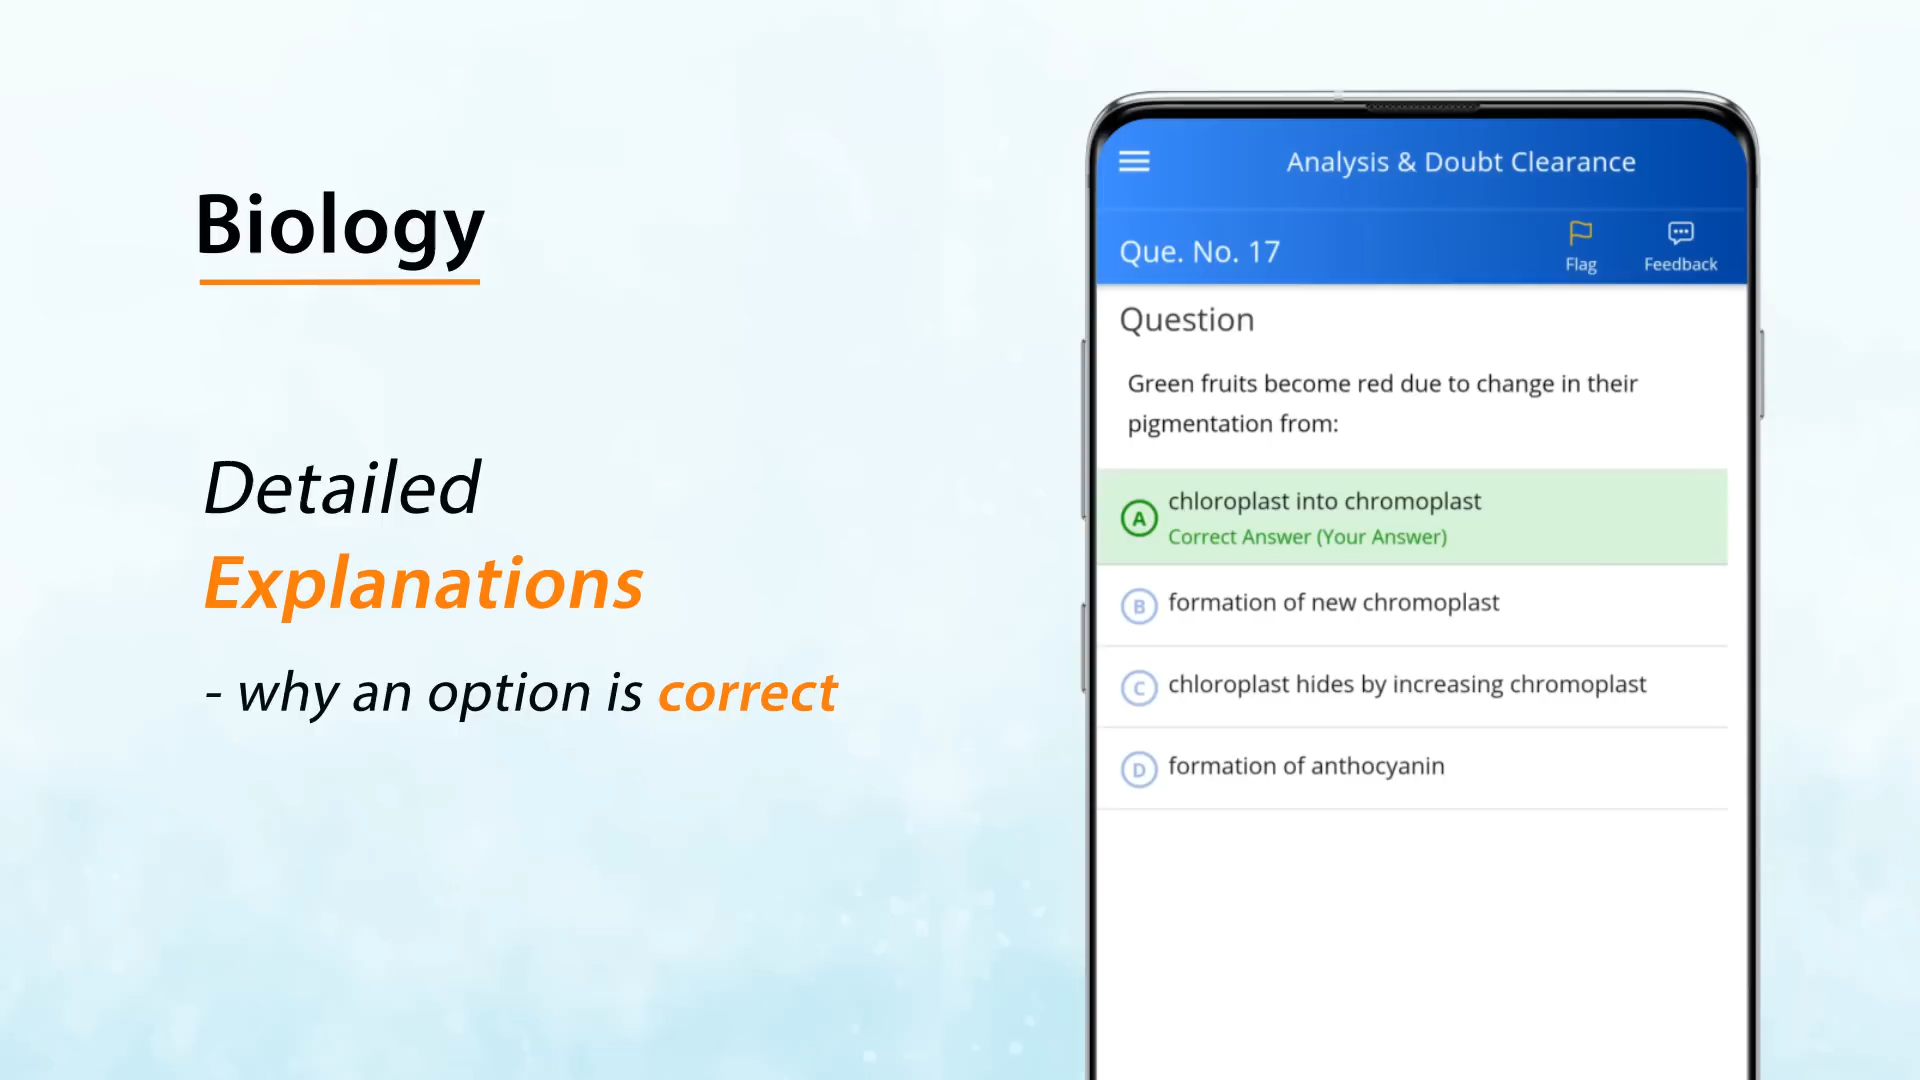 Biology
Detailed
Explanations
- why an option is correct
Analysis & Doubt Clearance
Que. No. 17
Flag
Feedback
Question
Green fruits become red due to change in their
pigmentation from:
A chloroplast into chromoplast
Correct Answer (Your Answer)
B formation of new chromoplast
C chloroplast hides by increasing chromoplast
D formation of anthocyanin